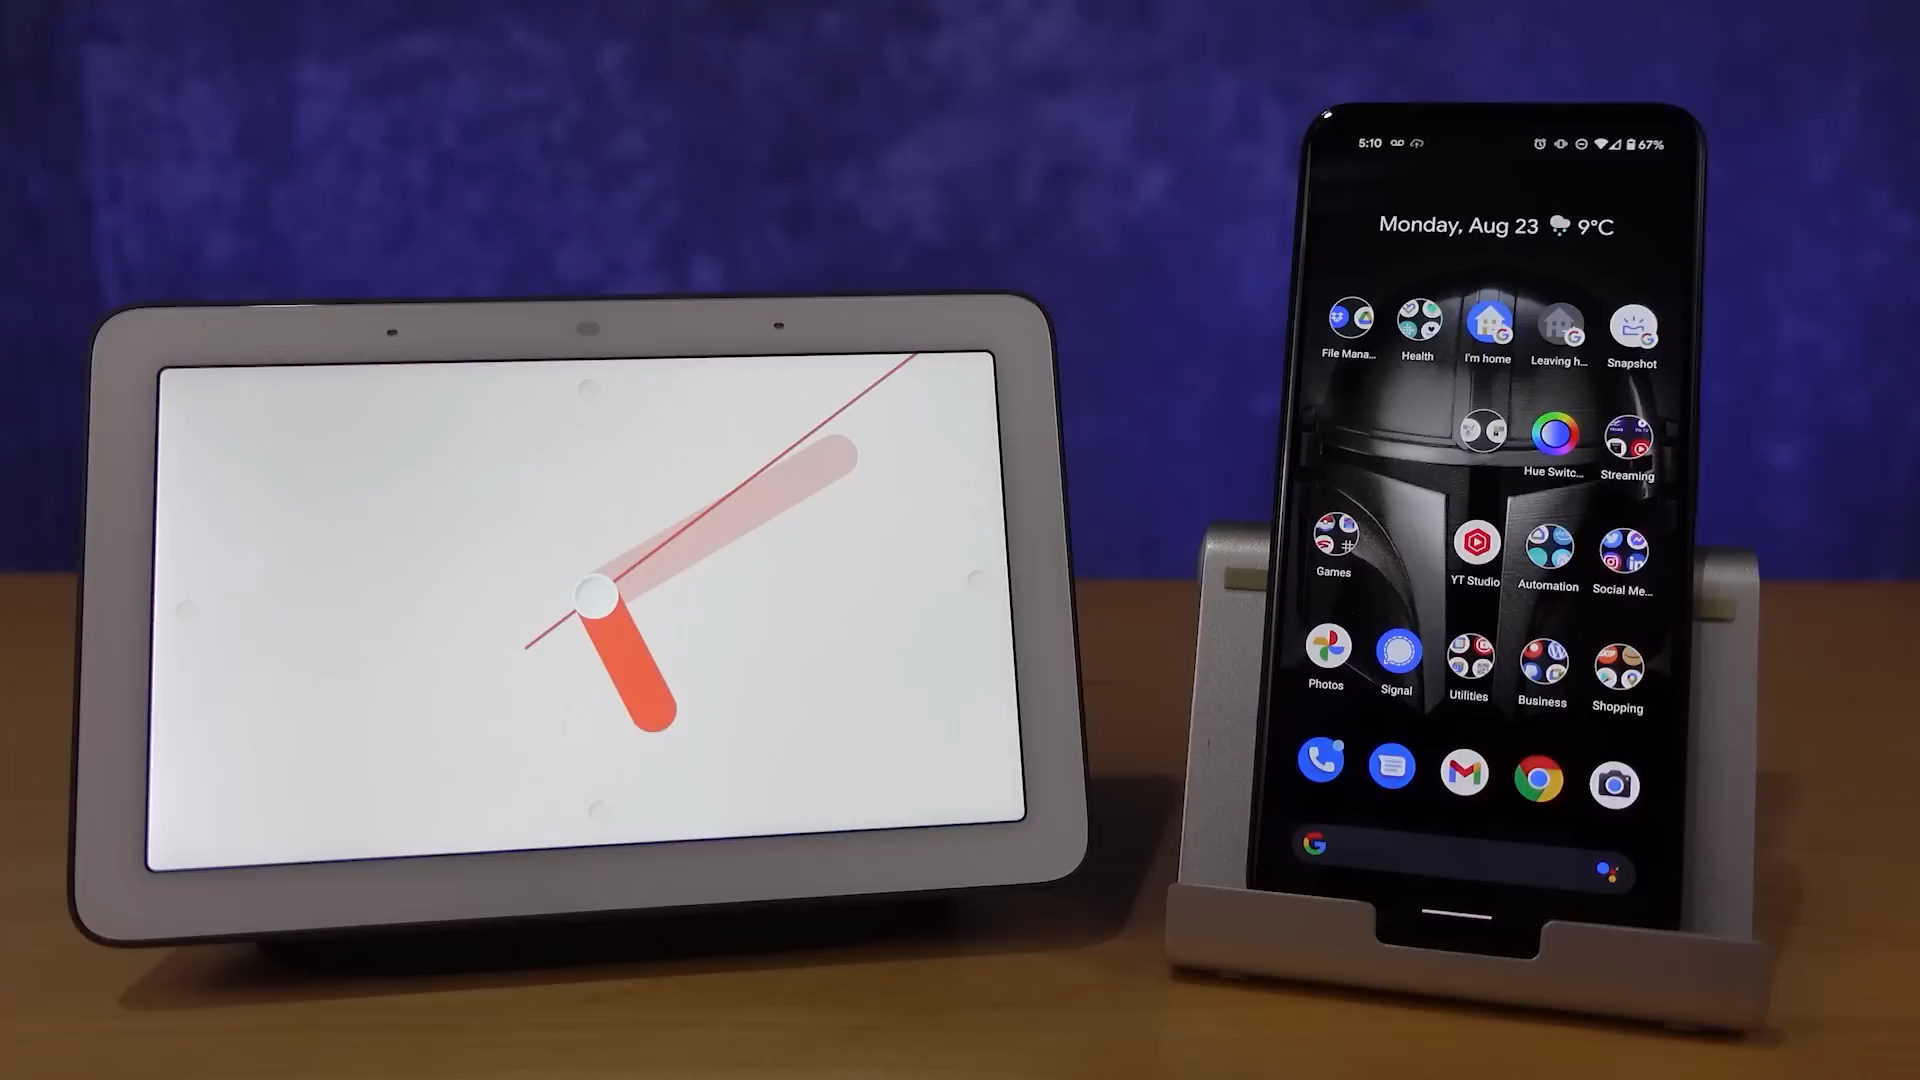 5:10 67%
Monday, Aug 23 9°C
File Mana... Health I'm home Leaving h... Snapshot
Hue Switc... Streaming
Games YT Studio Automation Social Me...
Photos Signal Utilities Business Shopping